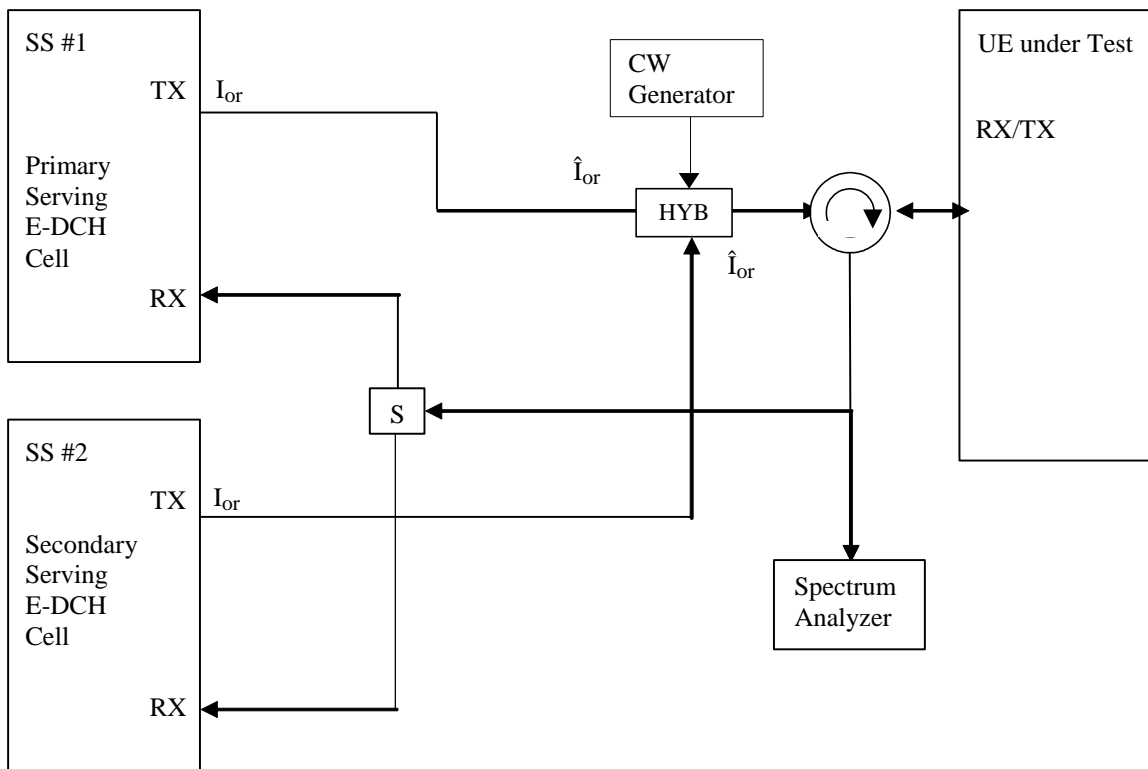 SS #1
TX
I_or
Primary
Serving
E-DCH
Cell
RX
CW
Generator
Î_or
HYB
Î_or
UE under Test
RX/TX
S
SS #2
TX
I_or
Secondary
Serving
E-DCH
Cell
RX
Spectrum
Analyzer